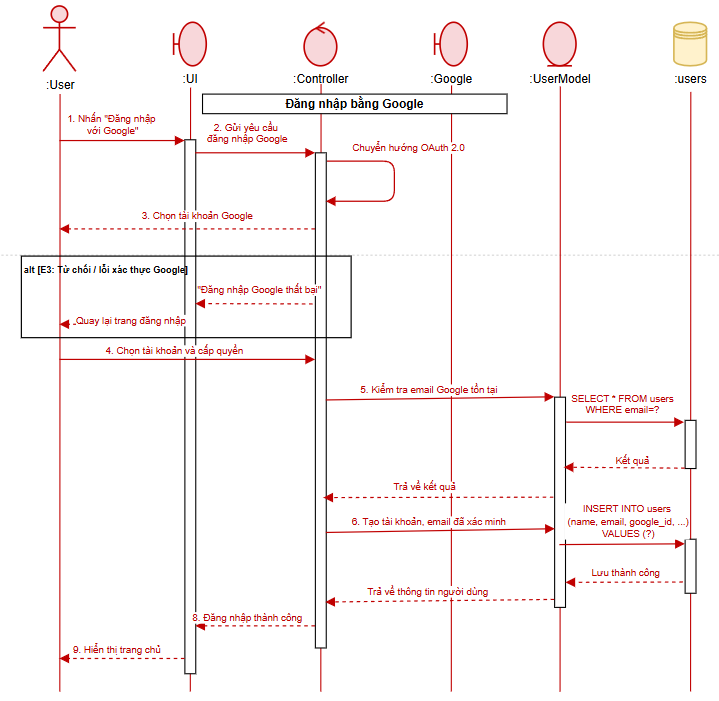 :User
:UI
:Controller
:Google
:UserModel
:users
Đăng nhập bằng Google
1. Nhấn "Đăng nhập
với Google"
2. Gửi yêu cầu
đăng nhập Google
Chuyển hướng OAuth 2.0
3. Chọn tài khoản Google
alt [E3: Từ chối / lỗi xác thực Google]
"Đăng nhập Google thất bại"
Quay lại trang đăng nhập
4. Chọn tài khoản và cấp quyền
5. Kiểm tra email Google tồn tại
SELECT * FROM users
WHERE email=?
Kết quả
Trả về kết quả
6. Tạo tài khoản, email đã xác minh
INSERT INTO users
(name, email, google_id, ...)
VALUES (?)
Lưu thành công
Trả về thông tin người dùng
8. Đăng nhập thành công
9. Hiển thị trang chủ